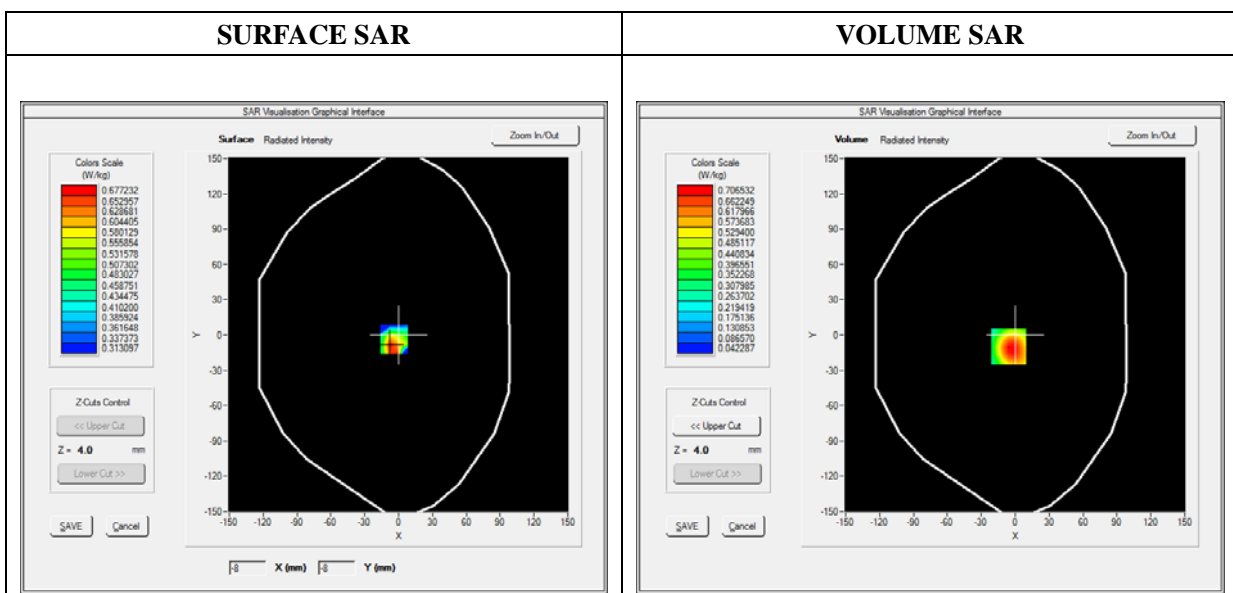 SURFACE SAR
VOLUME SAR
SAR Visualisation Graphical Interface
Surface Radiated Intensity
Zoom In/Out
Colors Scale
(W/kg)
0.677232
0.652957
0.628681
0.604405
0.580129
0.555854
0.531578
0.507302
0.483027
0.458751
0.434475
0.410200
0.385924
0.361648
0.337373
0.313097
Z-Cuts Control
<< Upper Cut
Z = 4.0 mm
Lower Cut >>
SAVE Cancel
150
120
90
60
30
0
-30
-60
-90
-120
-150
Y
-150 -120 -90 -60 -30 0 30 60 90 120 150
X
-8 X (mm) -8 Y (mm)
SAR Visualisation Graphical Interface
Volume Radiated Intensity
Zoom In/Out
Colors Scale
(W/kg)
0.706532
0.662249
0.617966
0.573683
0.529400
0.485117
0.440834
0.396551
0.352268
0.307985
0.263702
0.219419
0.175136
0.130853
0.086570
0.042287
Z-Cuts Control
<< Upper Cut
Z = 4.0 mm
Lower Cut >>
SAVE Cancel
150
120
90
60
30
0
-30
-60
-90
-120
-150
Y
-150 -120 -90 -60 -30 0 30 60 90 120 150
X